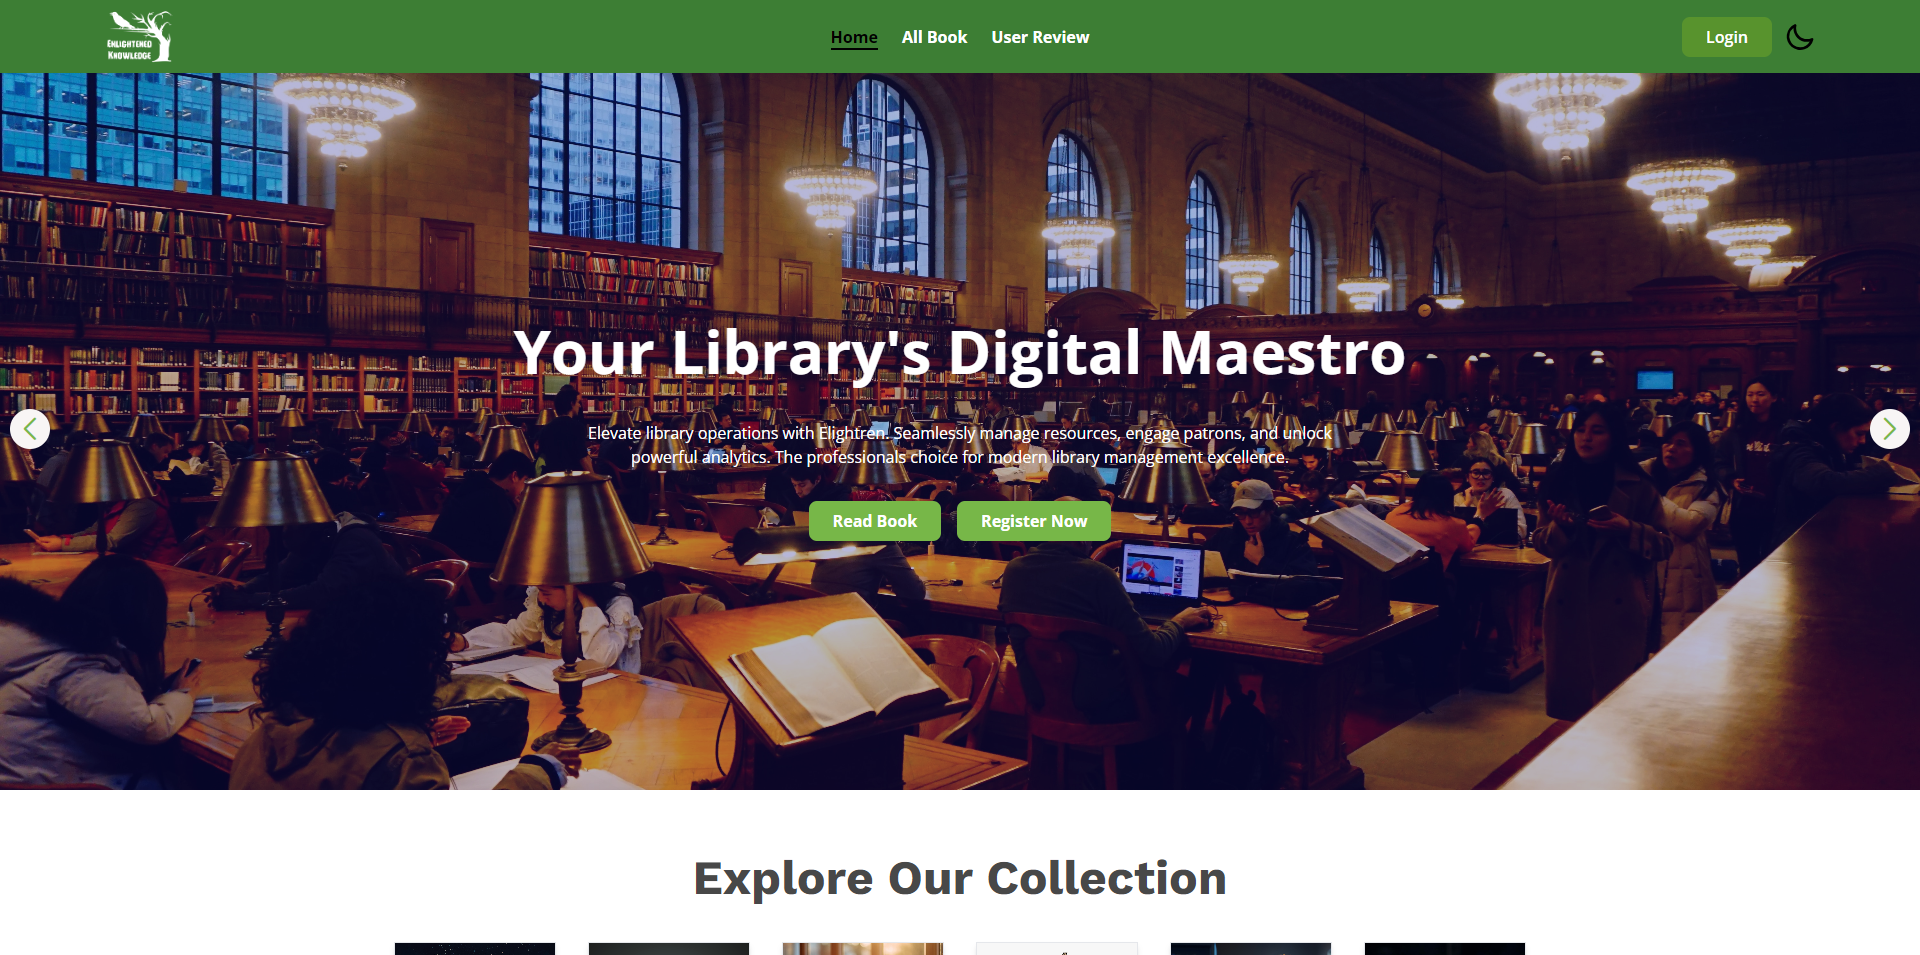 ENLIGHTENED
KNOWLEDGE
Home
All Book
User Review
Login
Your Library's Digital Maestro
Elevate library operations with Elightren. Seamlessly manage resources, engage patrons, and unlock
powerful analytics. The professionals choice for modern library management excellence.
Read Book
Register Now
Explore Our Collection